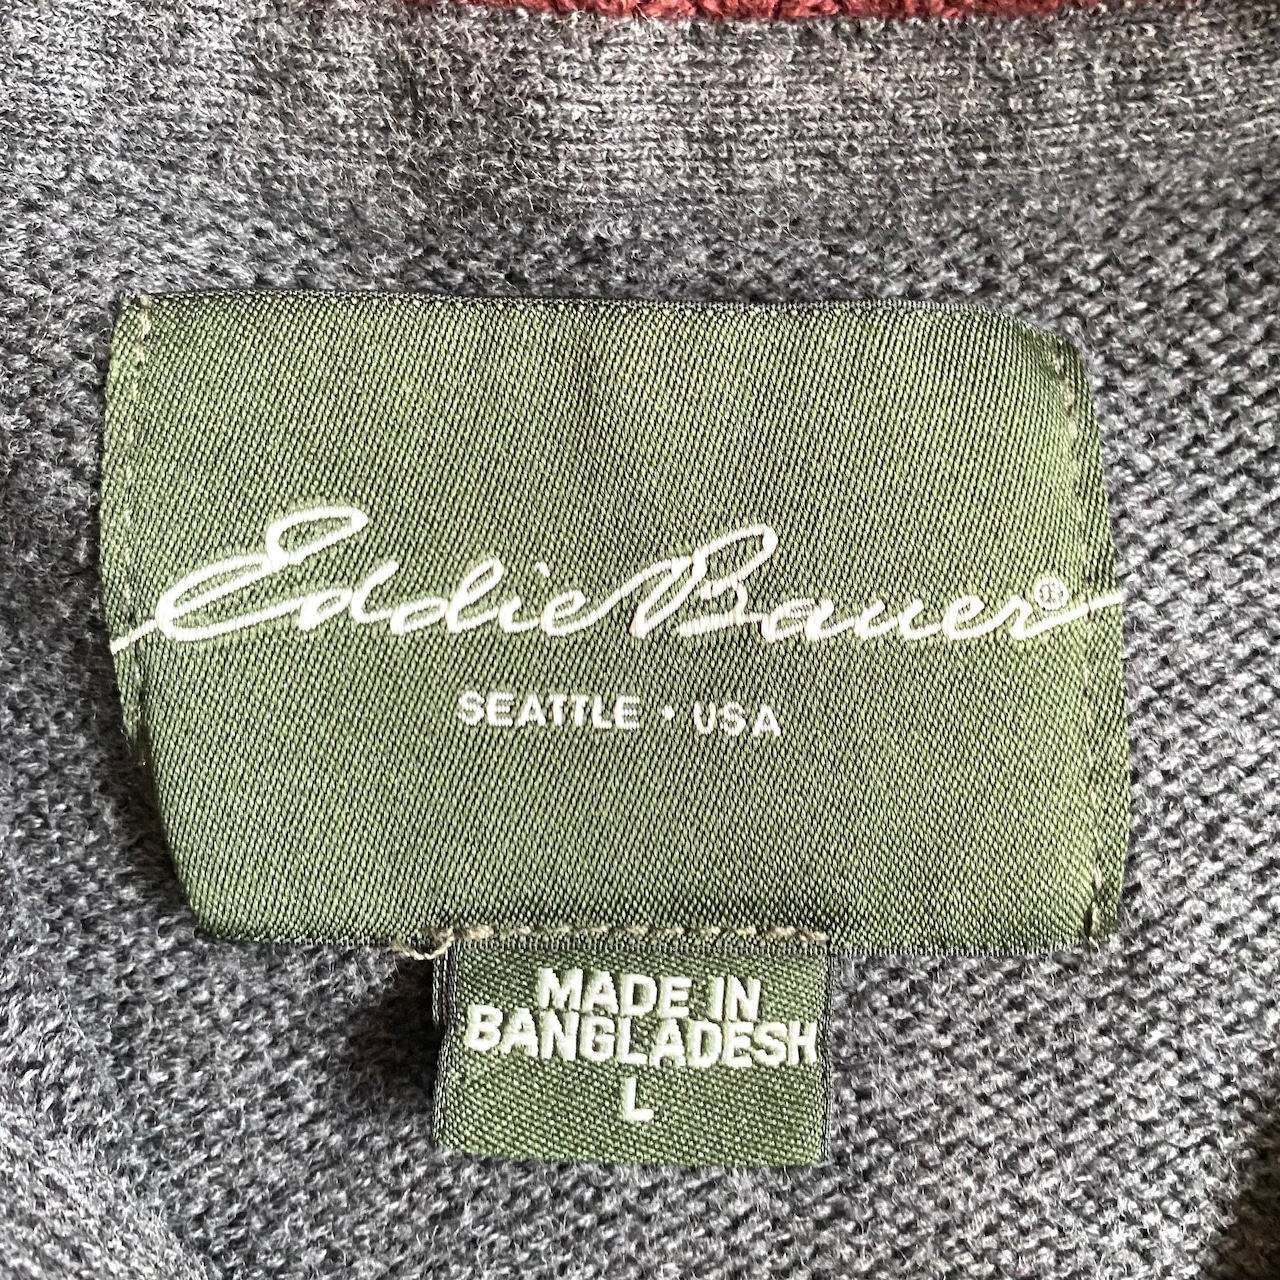 Eddie Bauer®
SEATTLE • USA
MADE IN
BANGLADESH
L